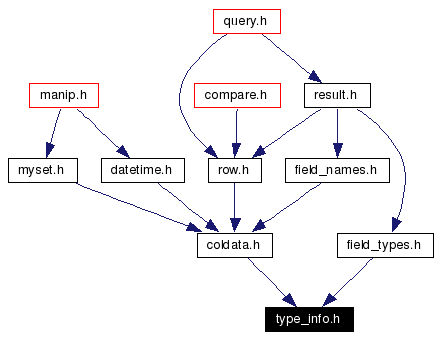 query.h
manip.h
compare.h
result.h
myset.h
datetime.h
row.h
field_names.h
coldata.h
field_types.h
type_info.h